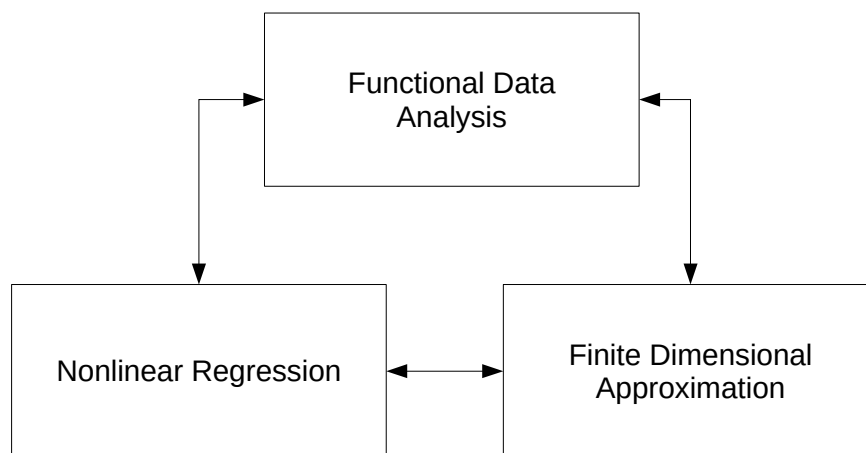 Functional Data
Analysis
Nonlinear Regression
Finite Dimensional
Approximation